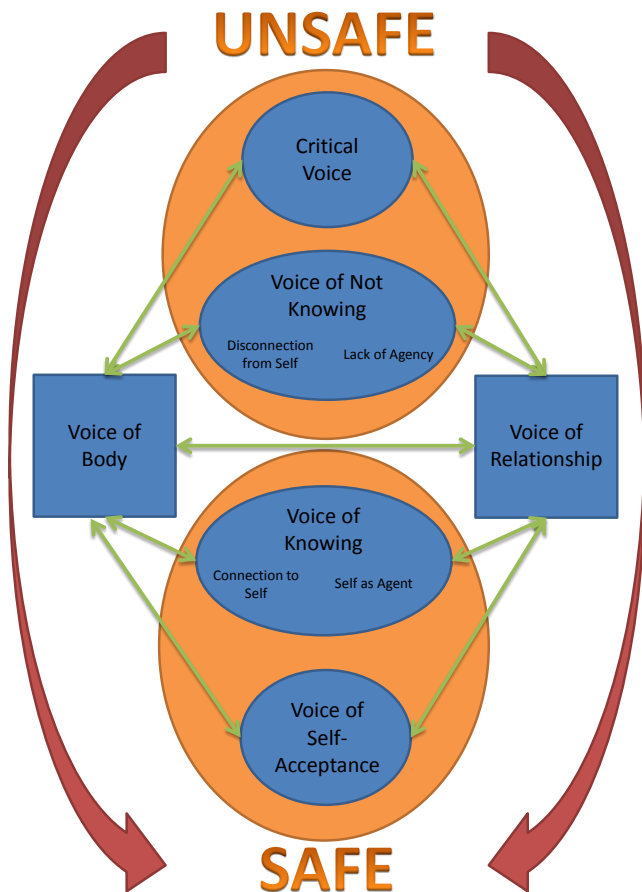 UNSAFE
Critical
Voice
Voice of Not
Knowing
Disconnection
from Self
Lack of Agency
Voice of
Body
Voice of
Relationship
Voice of
Knowing
Connection to
Self
Self as Agent
Voice of
Self-
Acceptance
SAFE